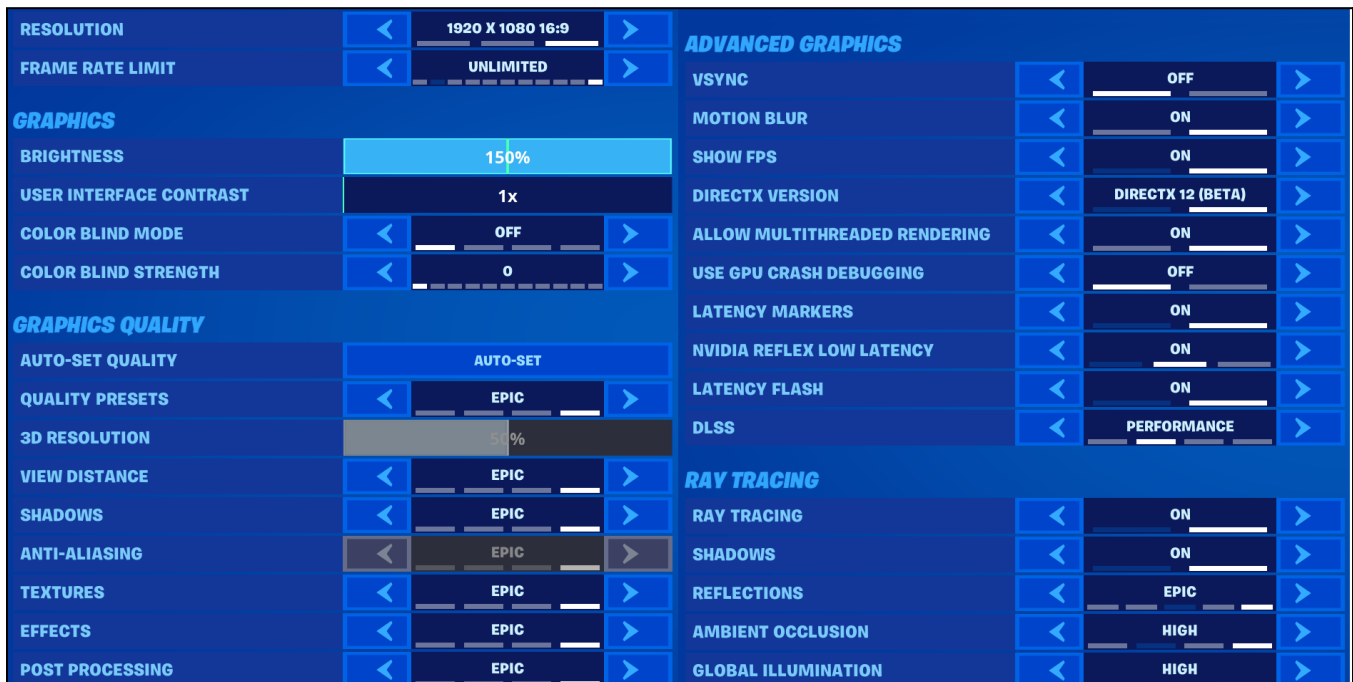 RESOLUTION 1920 X 1080 16:9
FRAME RATE LIMIT UNLIMITED
GRAPHICS
BRIGHTNESS 150%
USER INTERFACE CONTRAST 1x
COLOR BLIND MODE OFF
COLOR BLIND STRENGTH 0
GRAPHICS QUALITY
AUTO-SET QUALITY AUTO-SET
QUALITY PRESETS EPIC
3D RESOLUTION 50%
VIEW DISTANCE EPIC
SHADOWS EPIC
ANTI-ALIASING EPIC
TEXTURES EPIC
EFFECTS EPIC
POST PROCESSING EPIC
ADVANCED GRAPHICS
VSYNC OFF
MOTION BLUR ON
SHOW FPS ON
DIRECTX VERSION DIRECTX 12 (BETA)
ALLOW MULTITHREADED RENDERING ON
USE GPU CRASH DEBUGGING OFF
LATENCY MARKERS ON
NVIDIA REFLEX LOW LATENCY ON
LATENCY FLASH ON
DLSS PERFORMANCE
RAY TRACING
RAY TRACING ON
SHADOWS ON
REFLECTIONS EPIC
AMBIENT OCCLUSION HIGH
GLOBAL ILLUMINATION HIGH